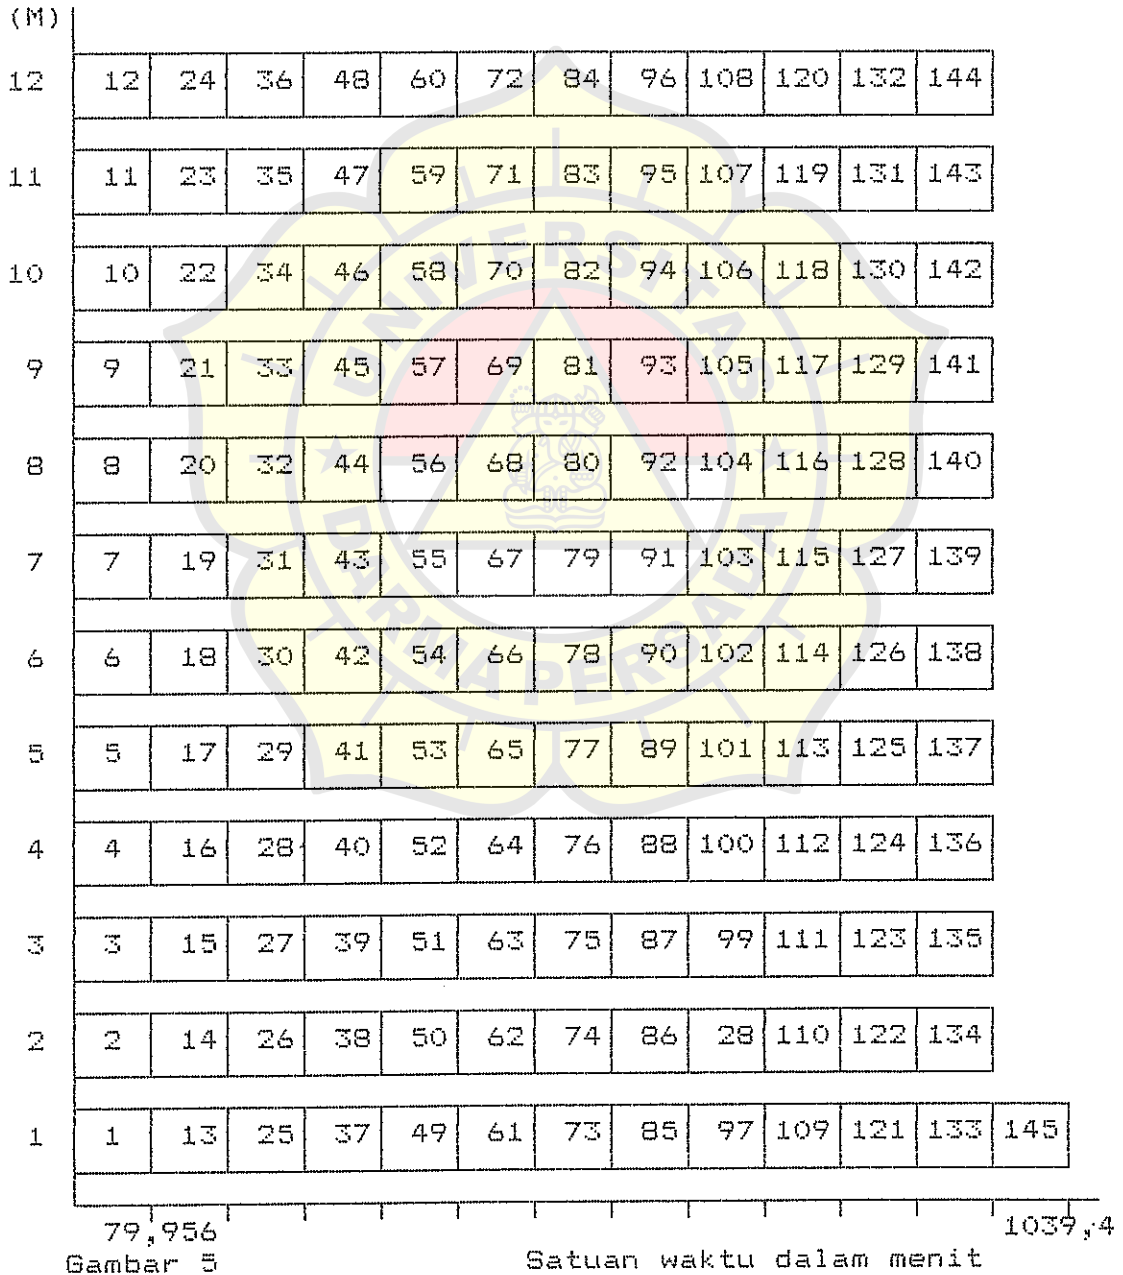 (M)
12 12 24 36 48 60 72 84 96 108 120 132 144
11 11 23 35 47 59 71 83 95 107 119 131 143
10 10 22 34 46 58 70 82 94 106 118 130 142
9 9 21 33 45 57 69 81 93 105 117 129 141
8 8 20 32 44 56 68 80 92 104 116 128 140
7 7 19 31 43 55 67 79 91 103 115 127 139
6 6 18 30 42 54 66 78 90 102 114 126 138
5 5 17 29 41 53 65 77 89 101 113 125 137
4 4 16 28 40 52 64 76 88 100 112 124 136
3 3 15 27 39 51 63 75 87 99 111 123 135
2 2 14 26 38 50 62 74 86 28 110 122 134
1 1 13 25 37 49 61 73 85 97 109 121 133 145
79,956 1039,4
Gambar 5 Satuan waktu dalam menit
UNIVERSITAS
DARMA PERSADA